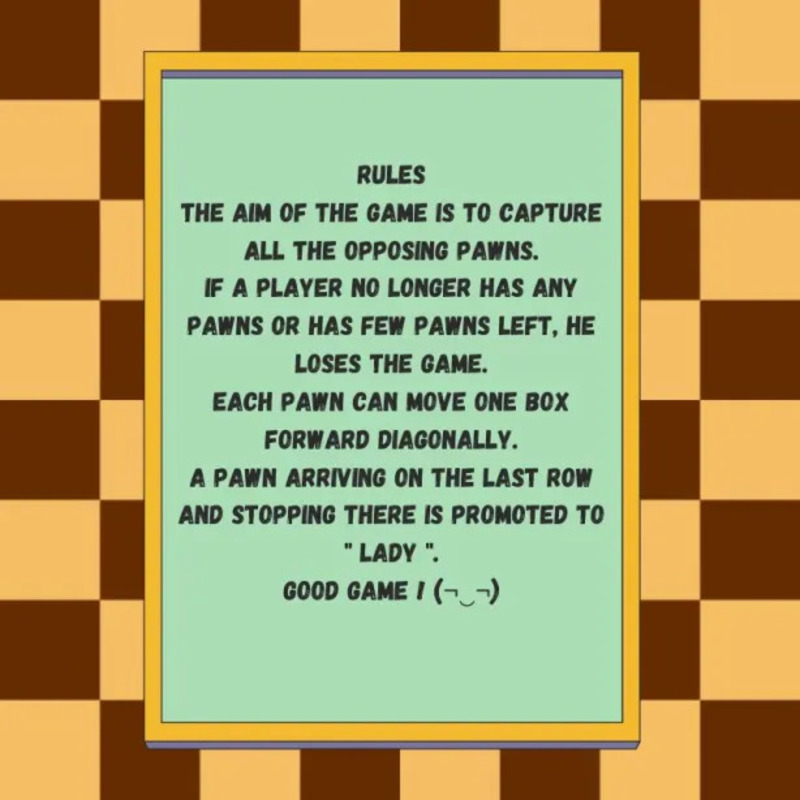 RULES
THE AIM OF THE GAME IS TO CAPTURE
ALL THE OPPOSING PAWNS.
IF A PLAYER NO LONGER HAS ANY
PAWNS OR HAS FEW PAWNS LEFT, HE
LOSES THE GAME.
EACH PAWN CAN MOVE ONE BOX
FORWARD DIAGONALLY.
A PAWN ARRIVING ON THE LAST ROW
AND STOPPING THERE IS PROMOTED TO
" LADY ".
GOOD GAME ! (¬‿¬)